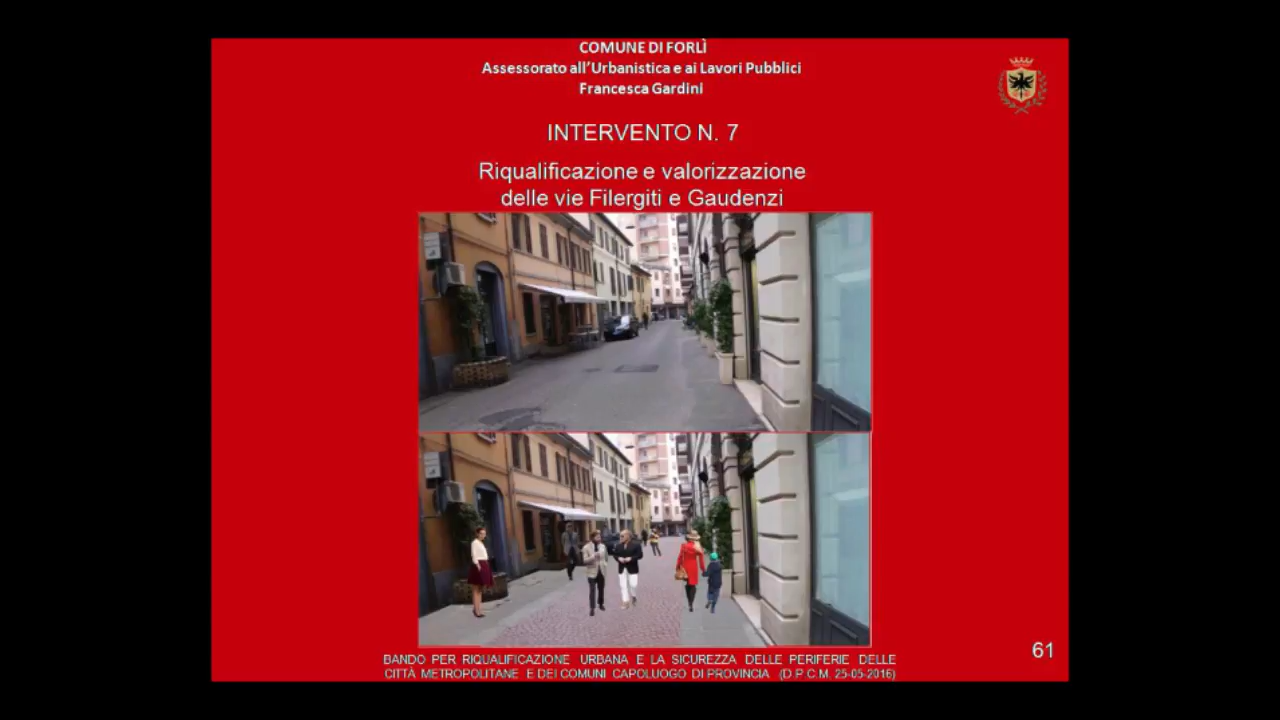 COMUNE DI FORLÌ
Assessorato all'Urbanistica e ai Lavori Pubblici
Francesca Gardini
INTERVENTO N. 7
Riqualificazione e valorizzazione
delle vie Filergiti e Gaudenzi
61
BANDO PER RIQUALIFICAZIONE URBANA E LA SICUREZZA DELLE PERIFERIE DELLE
CITTÀ METROPOLITANE E DEI COMUNI CAPOLUOGO DI PROVINCIA (D.P.C.M. 25-05-2016)